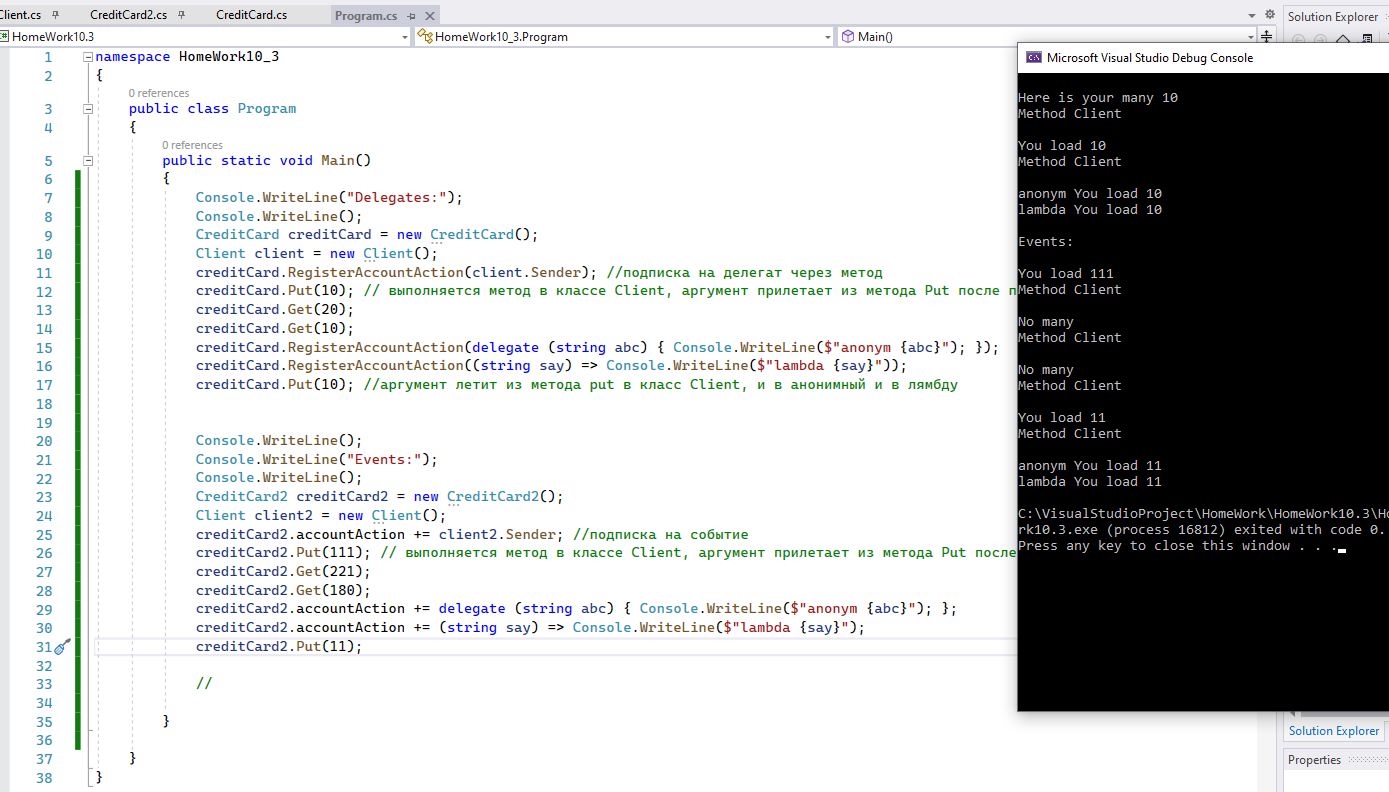 Client.cs CreditCard2.cs CreditCard.cs Program.cs
Solution Explorer
HomeWork10.3 HomeWork10_3.Program Main()
1 namespace HomeWork10_3
2 {
0 references
3 public class Program
4 {
0 references
5 public static void Main()
6 {
7 Console.WriteLine("Delegates:");
8 Console.WriteLine();
9 CreditCard creditCard = new CreditCard();
10 Client client = new Client();
11 creditCard.RegisterAccountAction(client.Sender); //подписка на делегат через метод
12 creditCard.Put(10); // выполняется метод в классе Client, аргумент прилетает из метода Put после п
13 creditCard.Get(20);
14 creditCard.Get(10);
15 creditCard.RegisterAccountAction(delegate (string abc) { Console.WriteLine($"anonym {abc}"); });
16 creditCard.RegisterAccountAction((string say) => Console.WriteLine($"lambda {say}"));
17 creditCard.Put(10); //аргумент летит из метода put в класс Client, и в анонимный и в лямбду
18
19
20 Console.WriteLine();
21 Console.WriteLine("Events:");
22 Console.WriteLine();
23 CreditCard2 creditCard2 = new CreditCard2();
24 Client client2 = new Client();
25 creditCard2.accountAction += client2.Sender; //подписка на событие
26 creditCard2.Put(111); // выполняется метод в классе Client, аргумент прилетает из метода Put после
27 creditCard2.Get(221);
28 creditCard2.Get(180);
29 creditCard2.accountAction += delegate (string abc) { Console.WriteLine($"anonym {abc}"); };
30 creditCard2.accountAction += (string say) => Console.WriteLine($"lambda {say}");
31 creditCard2.Put(11);
32
33 //
34
35 }
36
37 }
38 }
Microsoft Visual Studio Debug Console
Here is your many 10
Method Client
You load 10
Method Client
anonym You load 10
lambda You load 10
Events:
You load 111
Method Client
No many
Method Client
No many
Method Client
You load 11
Method Client
anonym You load 11
lambda You load 11
C:\VisualStudioProject\HomeWork\HomeWork10.3\Ho
rk10.3.exe (process 16812) exited with code 0.
Press any key to close this window . . .
Solution Explorer
Properties